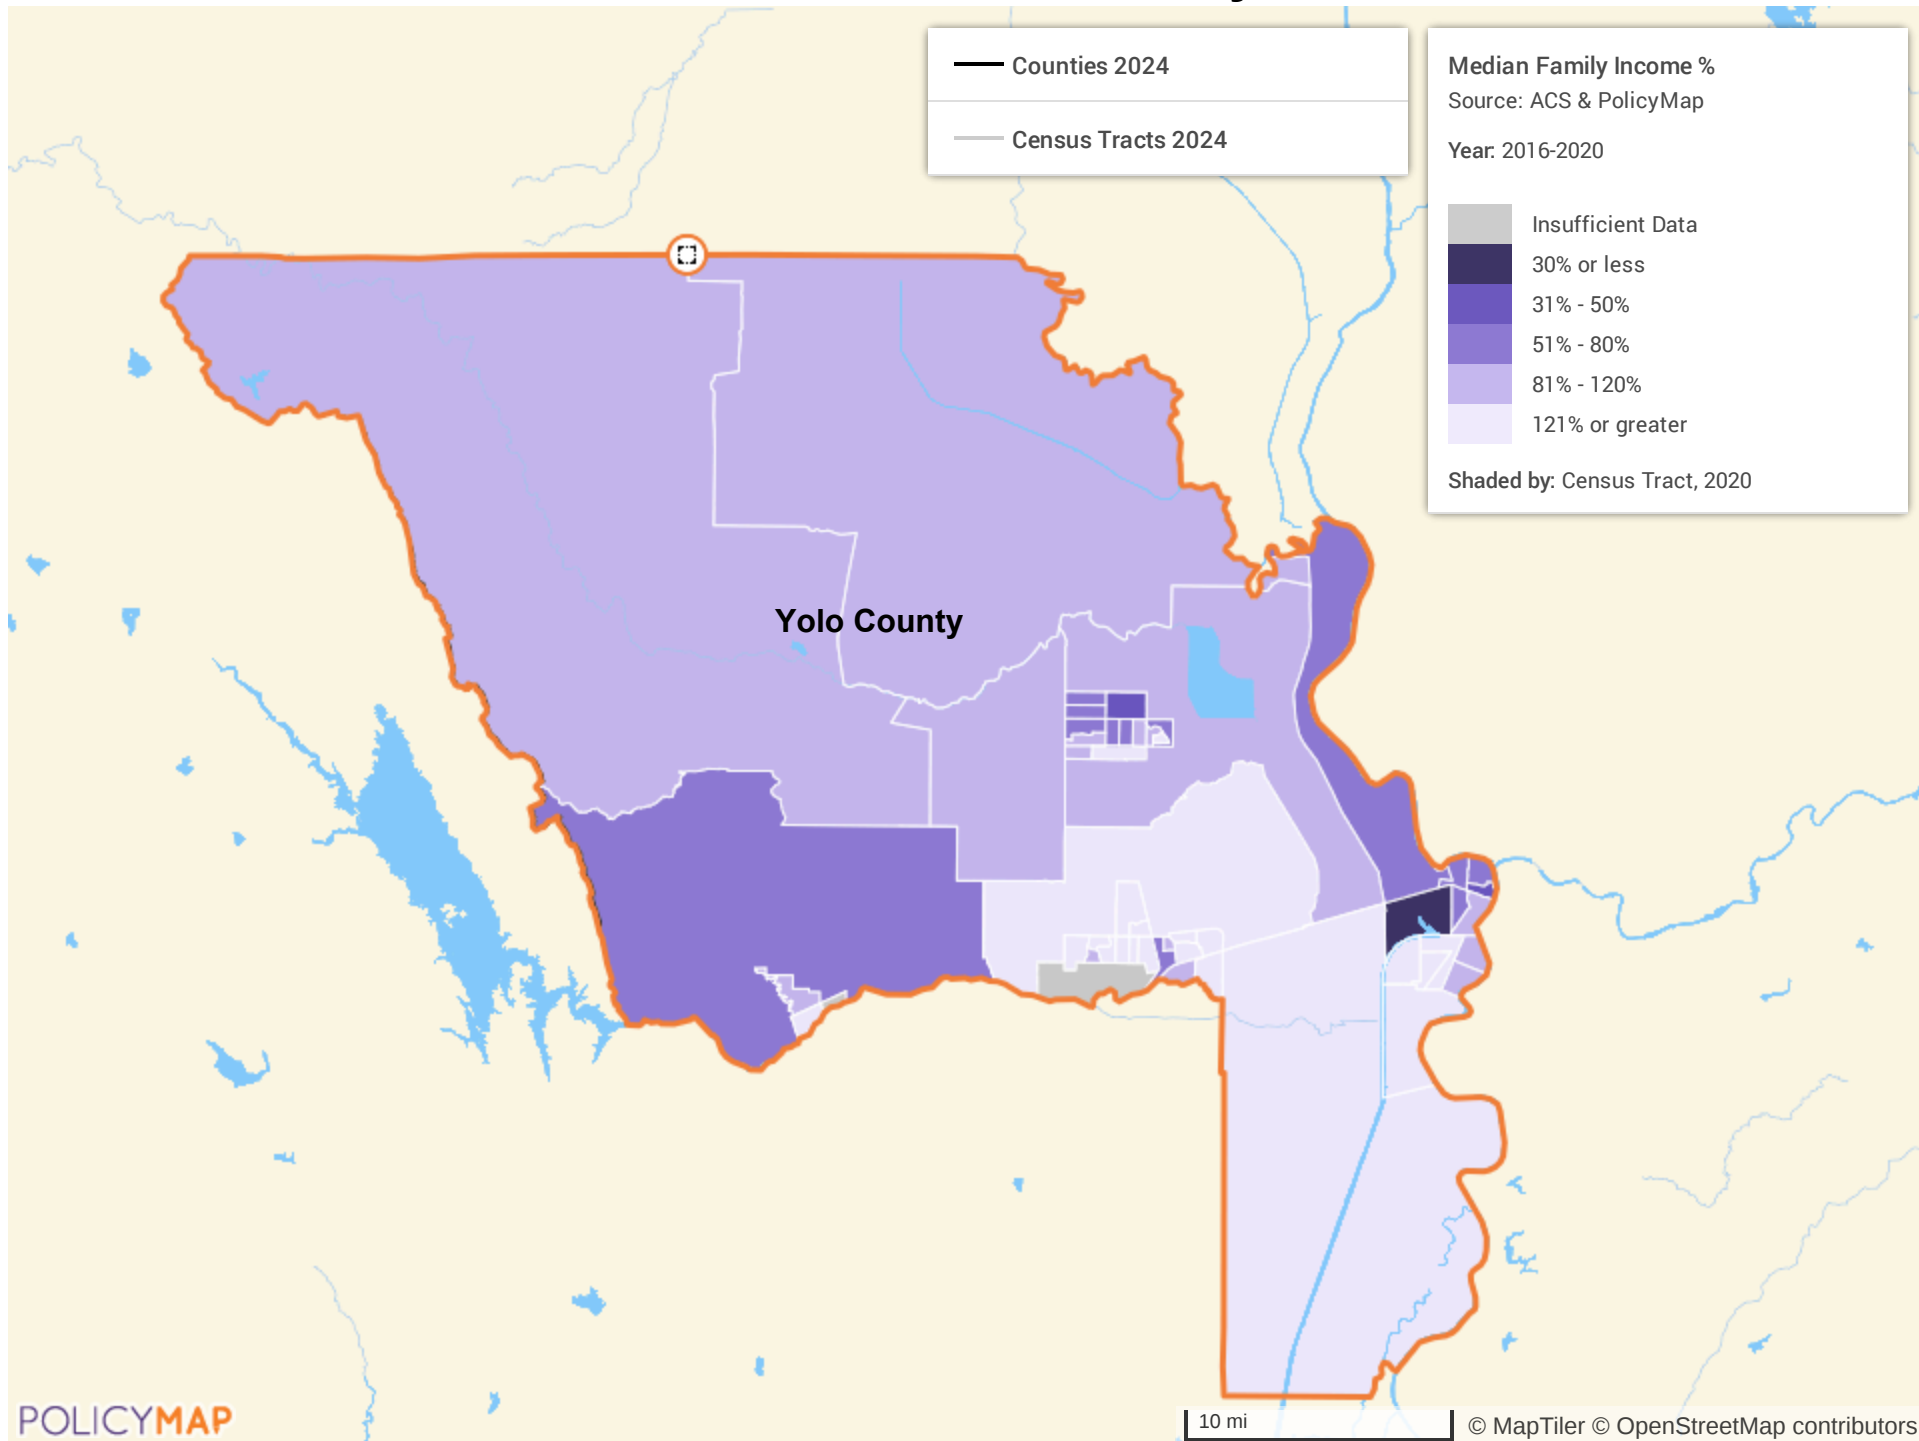 Counties 2024
Census Tracts 2024
Median Family Income %
Source: ACS & PolicyMap
Year: 2016-2020
Insufficient Data
30% or less
31% - 50%
51% - 80%
81% - 120%
121% or greater
Shaded by: Census Tract, 2020
Yolo County
POLICYMAP
10 mi
© MapTiler © OpenStreetMap contributors